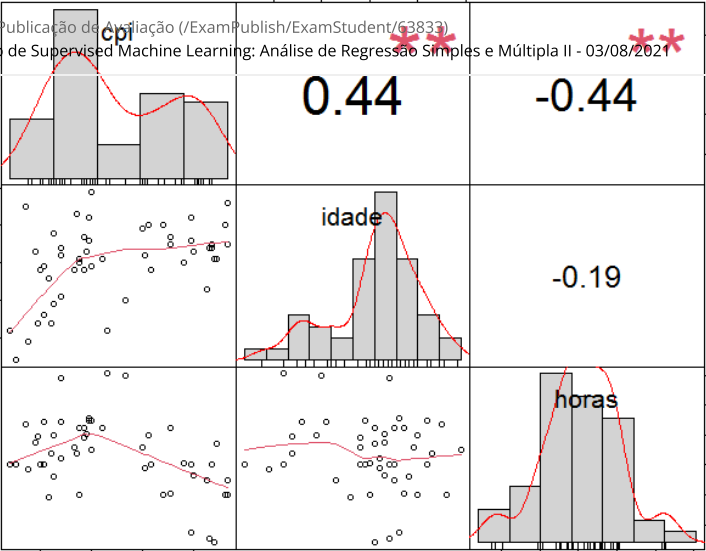 Publicação de Avaliação (/ExamPublish/ExamStudent/63833)
o de Supervised Machine Learning: Análise de Regressão Simples e Múltipla II - 03/08/2021
cpi
**
**
0.44
-0.44
idade
-0.19
horas